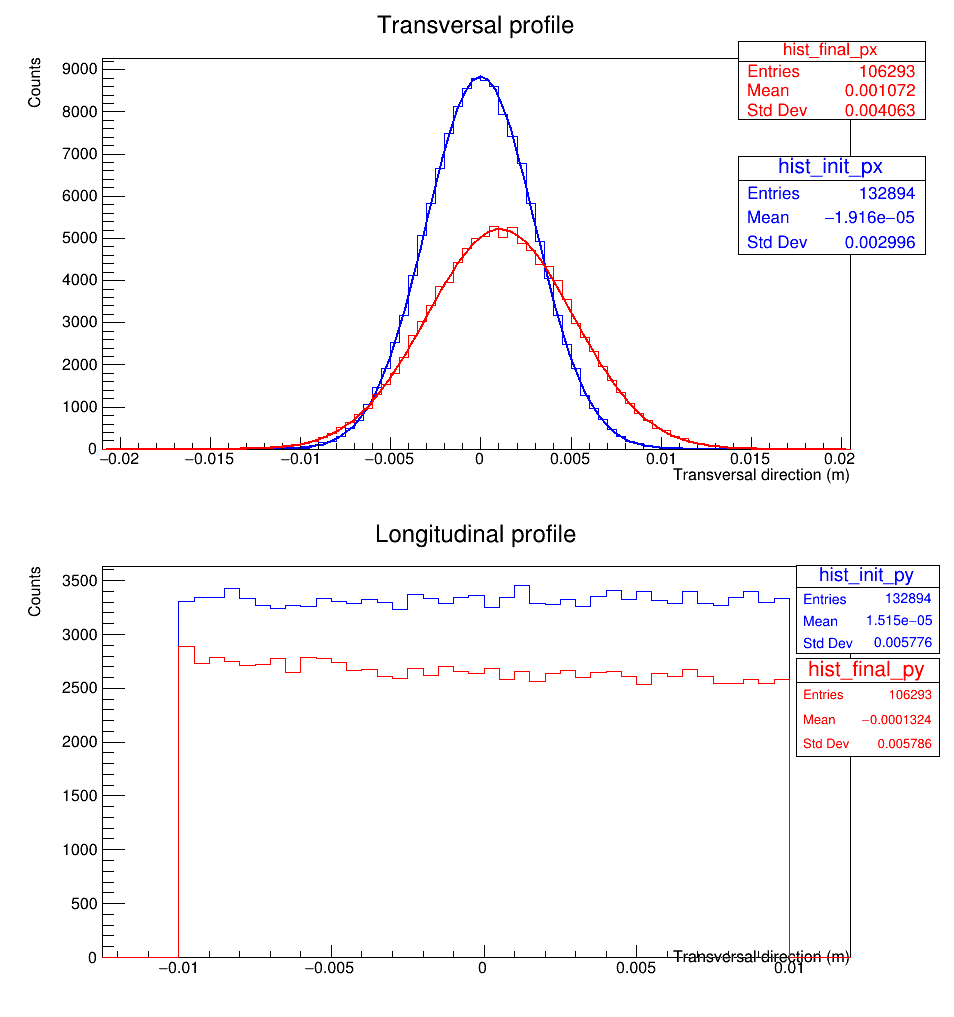 Transversal profile
Counts
9000
8000
7000
6000
5000
4000
3000
2000
1000
0
−0.02 −0.015 −0.01 −0.005 0 0.005 0.01 0.015 0.02
Transversal direction (m)
hist_final_px
Entries 106293
Mean 0.001072
Std Dev 0.004063
hist_init_px
Entries 132894
Mean −1.916e−05
Std Dev 0.002996
Longitudinal profile
Counts
3500
3000
2500
2000
1500
1000
500
0
−0.01 −0.005 0 0.005 0.01
Transversal direction (m)
hist_init_py
Entries 132894
Mean 1.515e−05
Std Dev 0.005776
hist_final_py
Entries 106293
Mean −0.0001324
Std Dev 0.005786